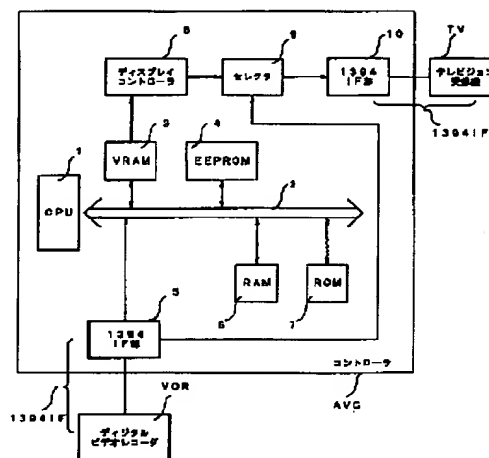 8
ディスプレイ
コントローラ
9
セレクタ
10
1394
IF部
TV
テレビジョン
受像機
1394IF
3
VRAM
4
EEPROM
1
CPU
2
RAM
6
ROM
7
5
1394
IF部
1394IF
コントローラ
AVC
VOR
ディジタル
ビデオレコーダ